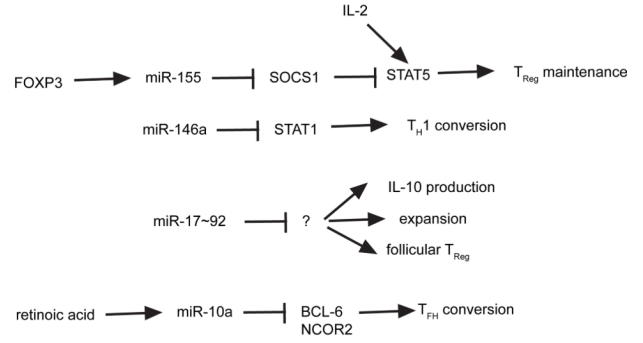 IL-2
FOXP3 miR-155 SOCS1 STAT5 TReg maintenance
miR-146a STAT1 TH1 conversion
IL-10 production
miR-17~92 ? expansion
follicular TReg
retinoic acid miR-10a BCL-6 TFH conversion
NCOR2